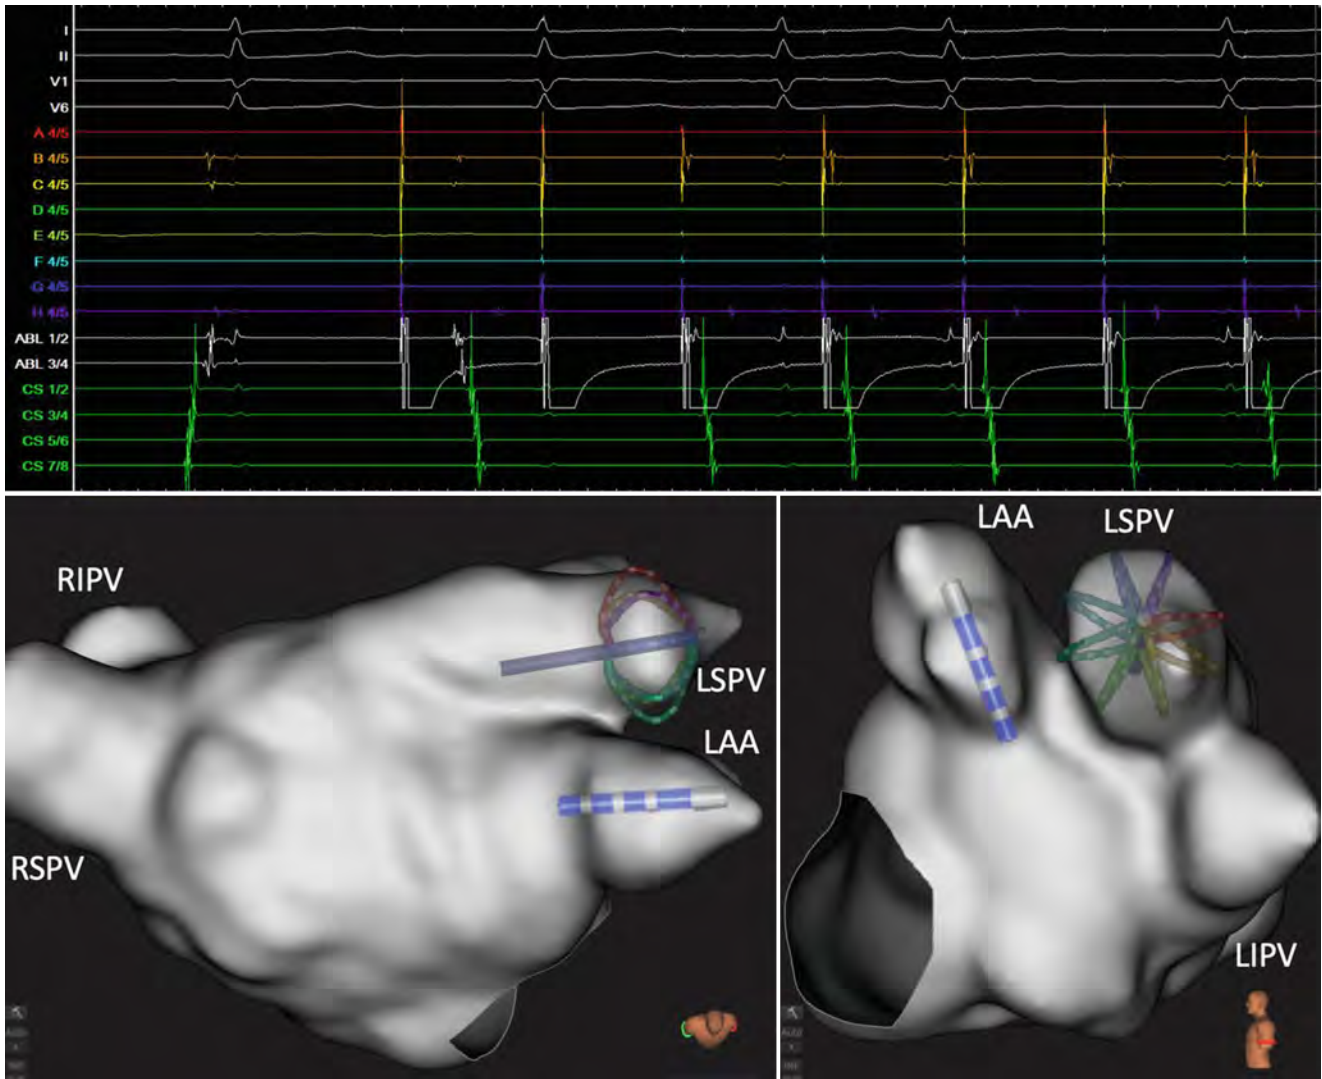 I
II
V1
V6
A 4/5
B 4/5
C 4/5
D 4/5
E 4/5
F 4/5
G 4/5
H 4/5
ABL 1/2
ABL 3/4
CS 1/2
CS 3/4
CS 5/6
CS 7/8
RIPV
LSPV
LAA
RSPV
LAA LSPV
LIPV